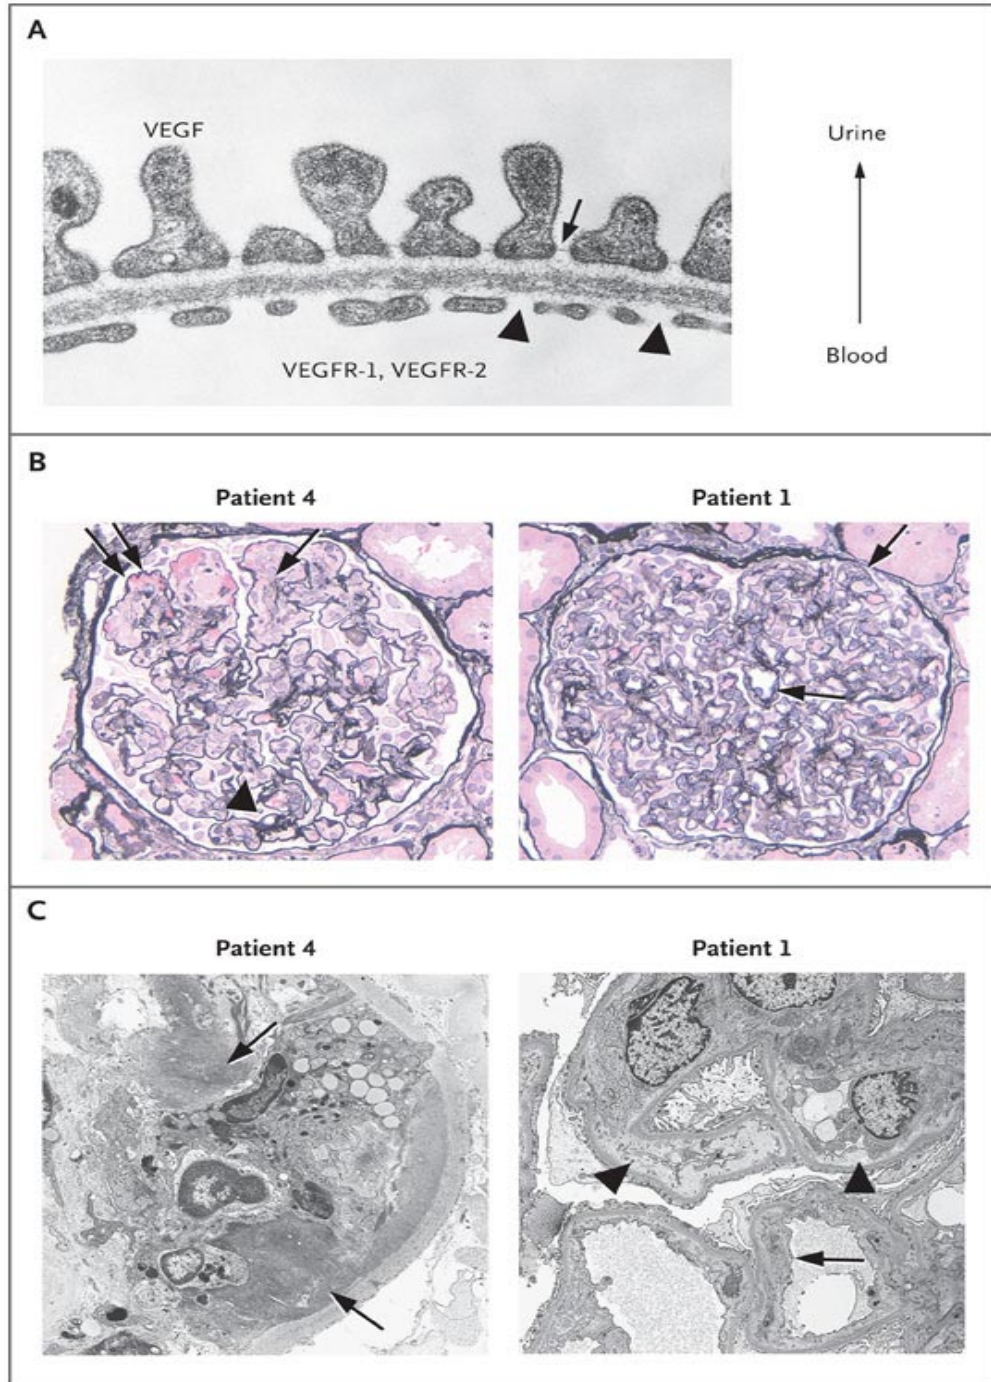 A
VEGF
Urine
VEGFR-1, VEGFR-2
Blood
B
Patient 4
Patient 1
C
Patient 4
Patient 1